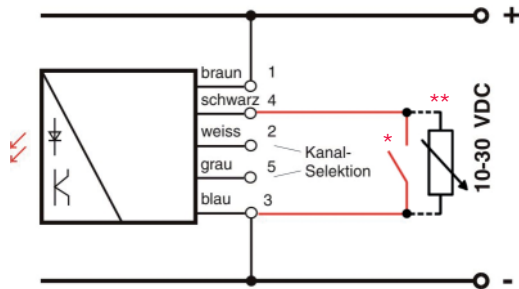 +
braun 1
schwarz 4
**
weiss 2
*
Kanal-
Selektion
grau 5
blau 3
10-30 VDC
-